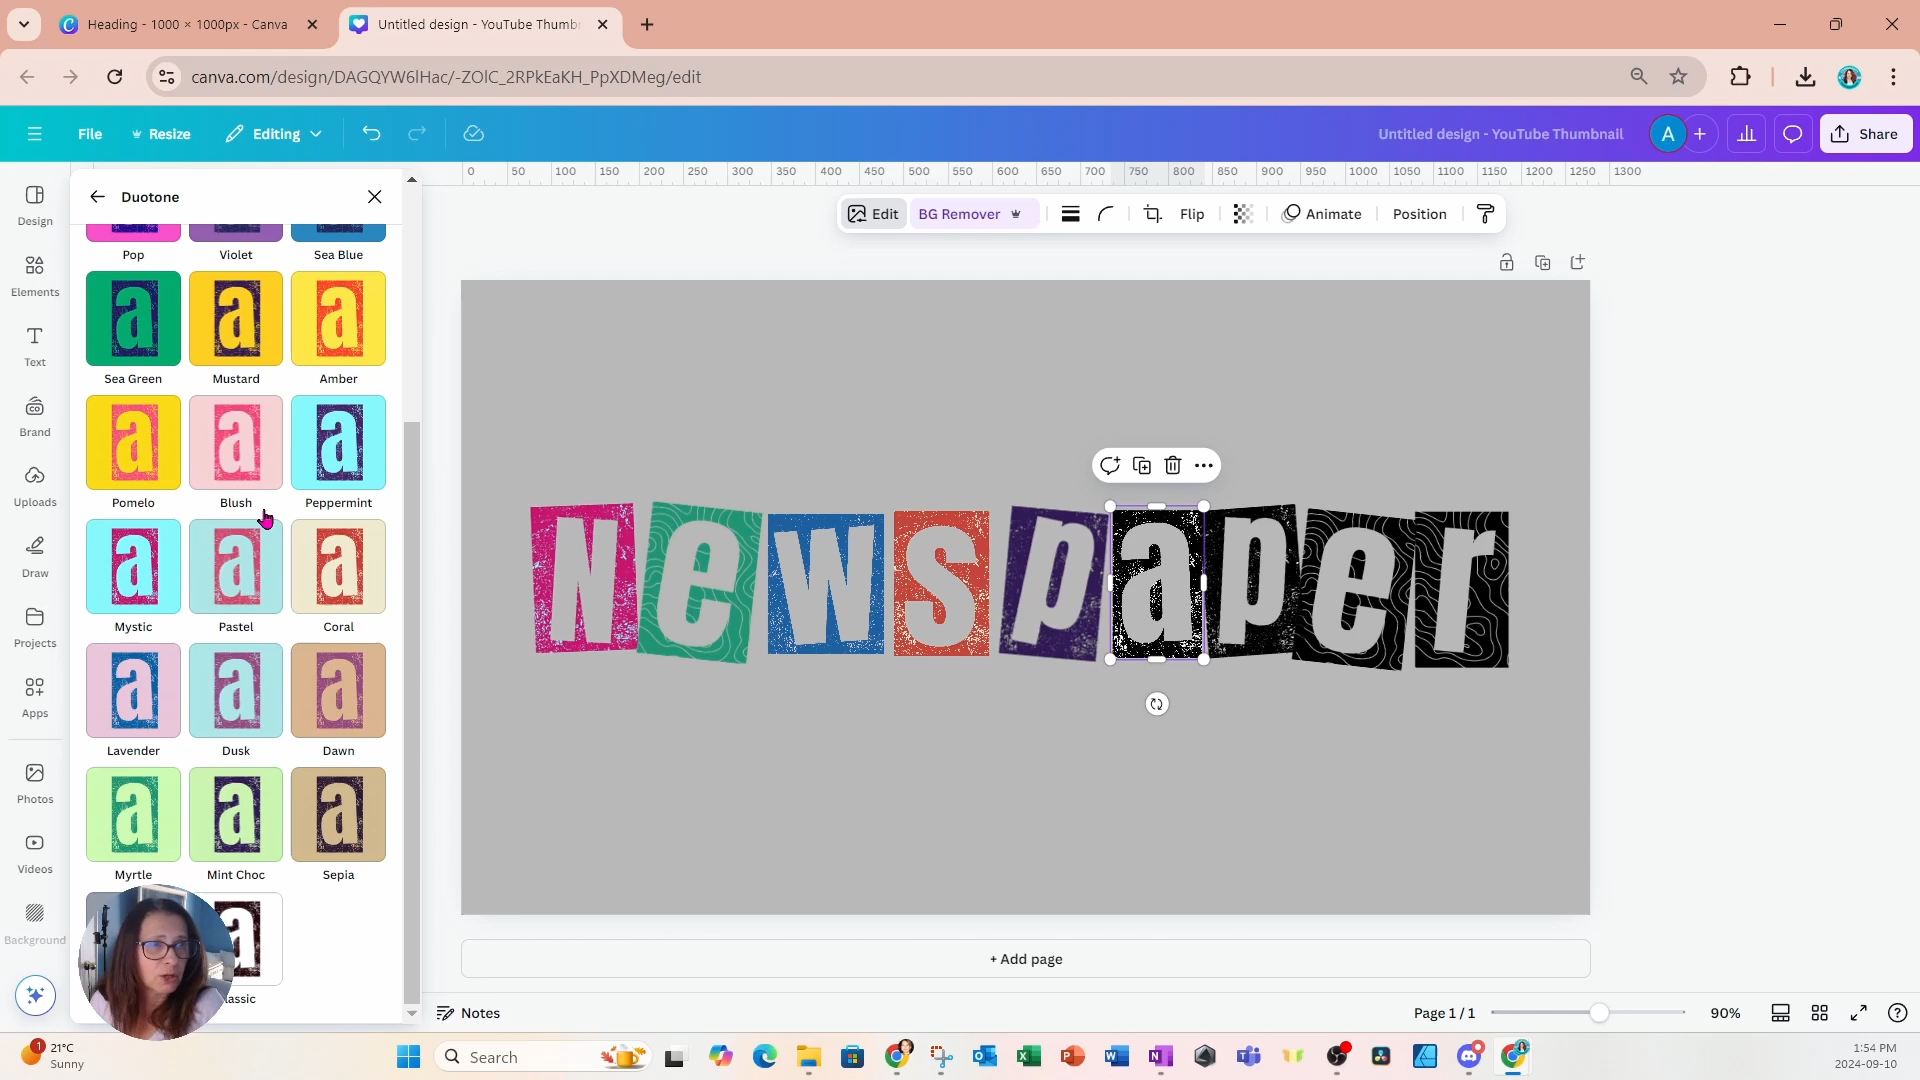 Heading - 1000 × 1000px - Canva
Untitled design - YouTube Thumb
canva.com/design/DAGQYW6lHac/-ZOlC_2RPkEaKH_PpXDMeg/edit
File
Resize
Editing
Untitled design - YouTube Thumbnail
A
Share
0 50 100 150 200 250 300 350 400 450 500 550 600 650 700 750 800 850 900 950 1000 1050 1100 1150 1200 1250 1300
Design
Elements
Text
Brand
Uploads
Draw
Projects
Apps
Photos
Videos
Background
Duotone
Pop
Violet
Sea Blue
a a a
Sea Green
Mustard
Amber
a a a
Pomelo
Blush
Peppermint
a a a
Mystic
Pastel
Coral
a a a
Lavender
Dusk
Dawn
a a a
Myrtle
Mint Choc
Sepia
a
assic
Edit
BG Remover
Flip
Animate
Position
Newspaper
+ Add page
Notes
Page 1 / 1
90%
1
21°C
Sunny
Search
1:54 PM
2024-09-10